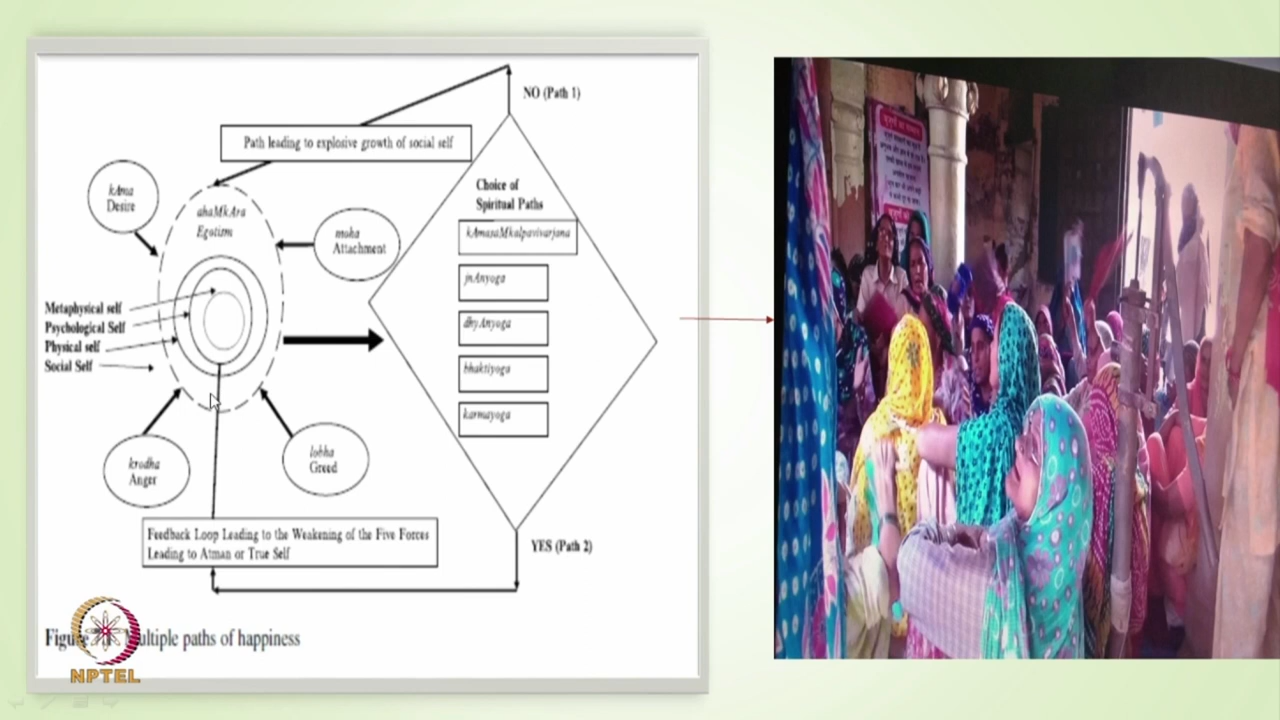 NO (Path 1)
Path leading to explosive growth of social self
kAma
Desire
ahaMkAra
Egotism
moha
Attachment
Choice of
Spiritual Paths
kAmasaMkalpavivarjana
jnAnyoga
dhyAnyoga
bhaktiyoga
karmayoga
Metaphysical self
Psychological Self
Physical self
Social Self
krodha
Anger
lobha
Greed
Feedback Loop Leading to the Weakening of the Five Forces
Leading to Atman or True Self
YES (Path 2)
Multiple paths of happiness
NPTEL